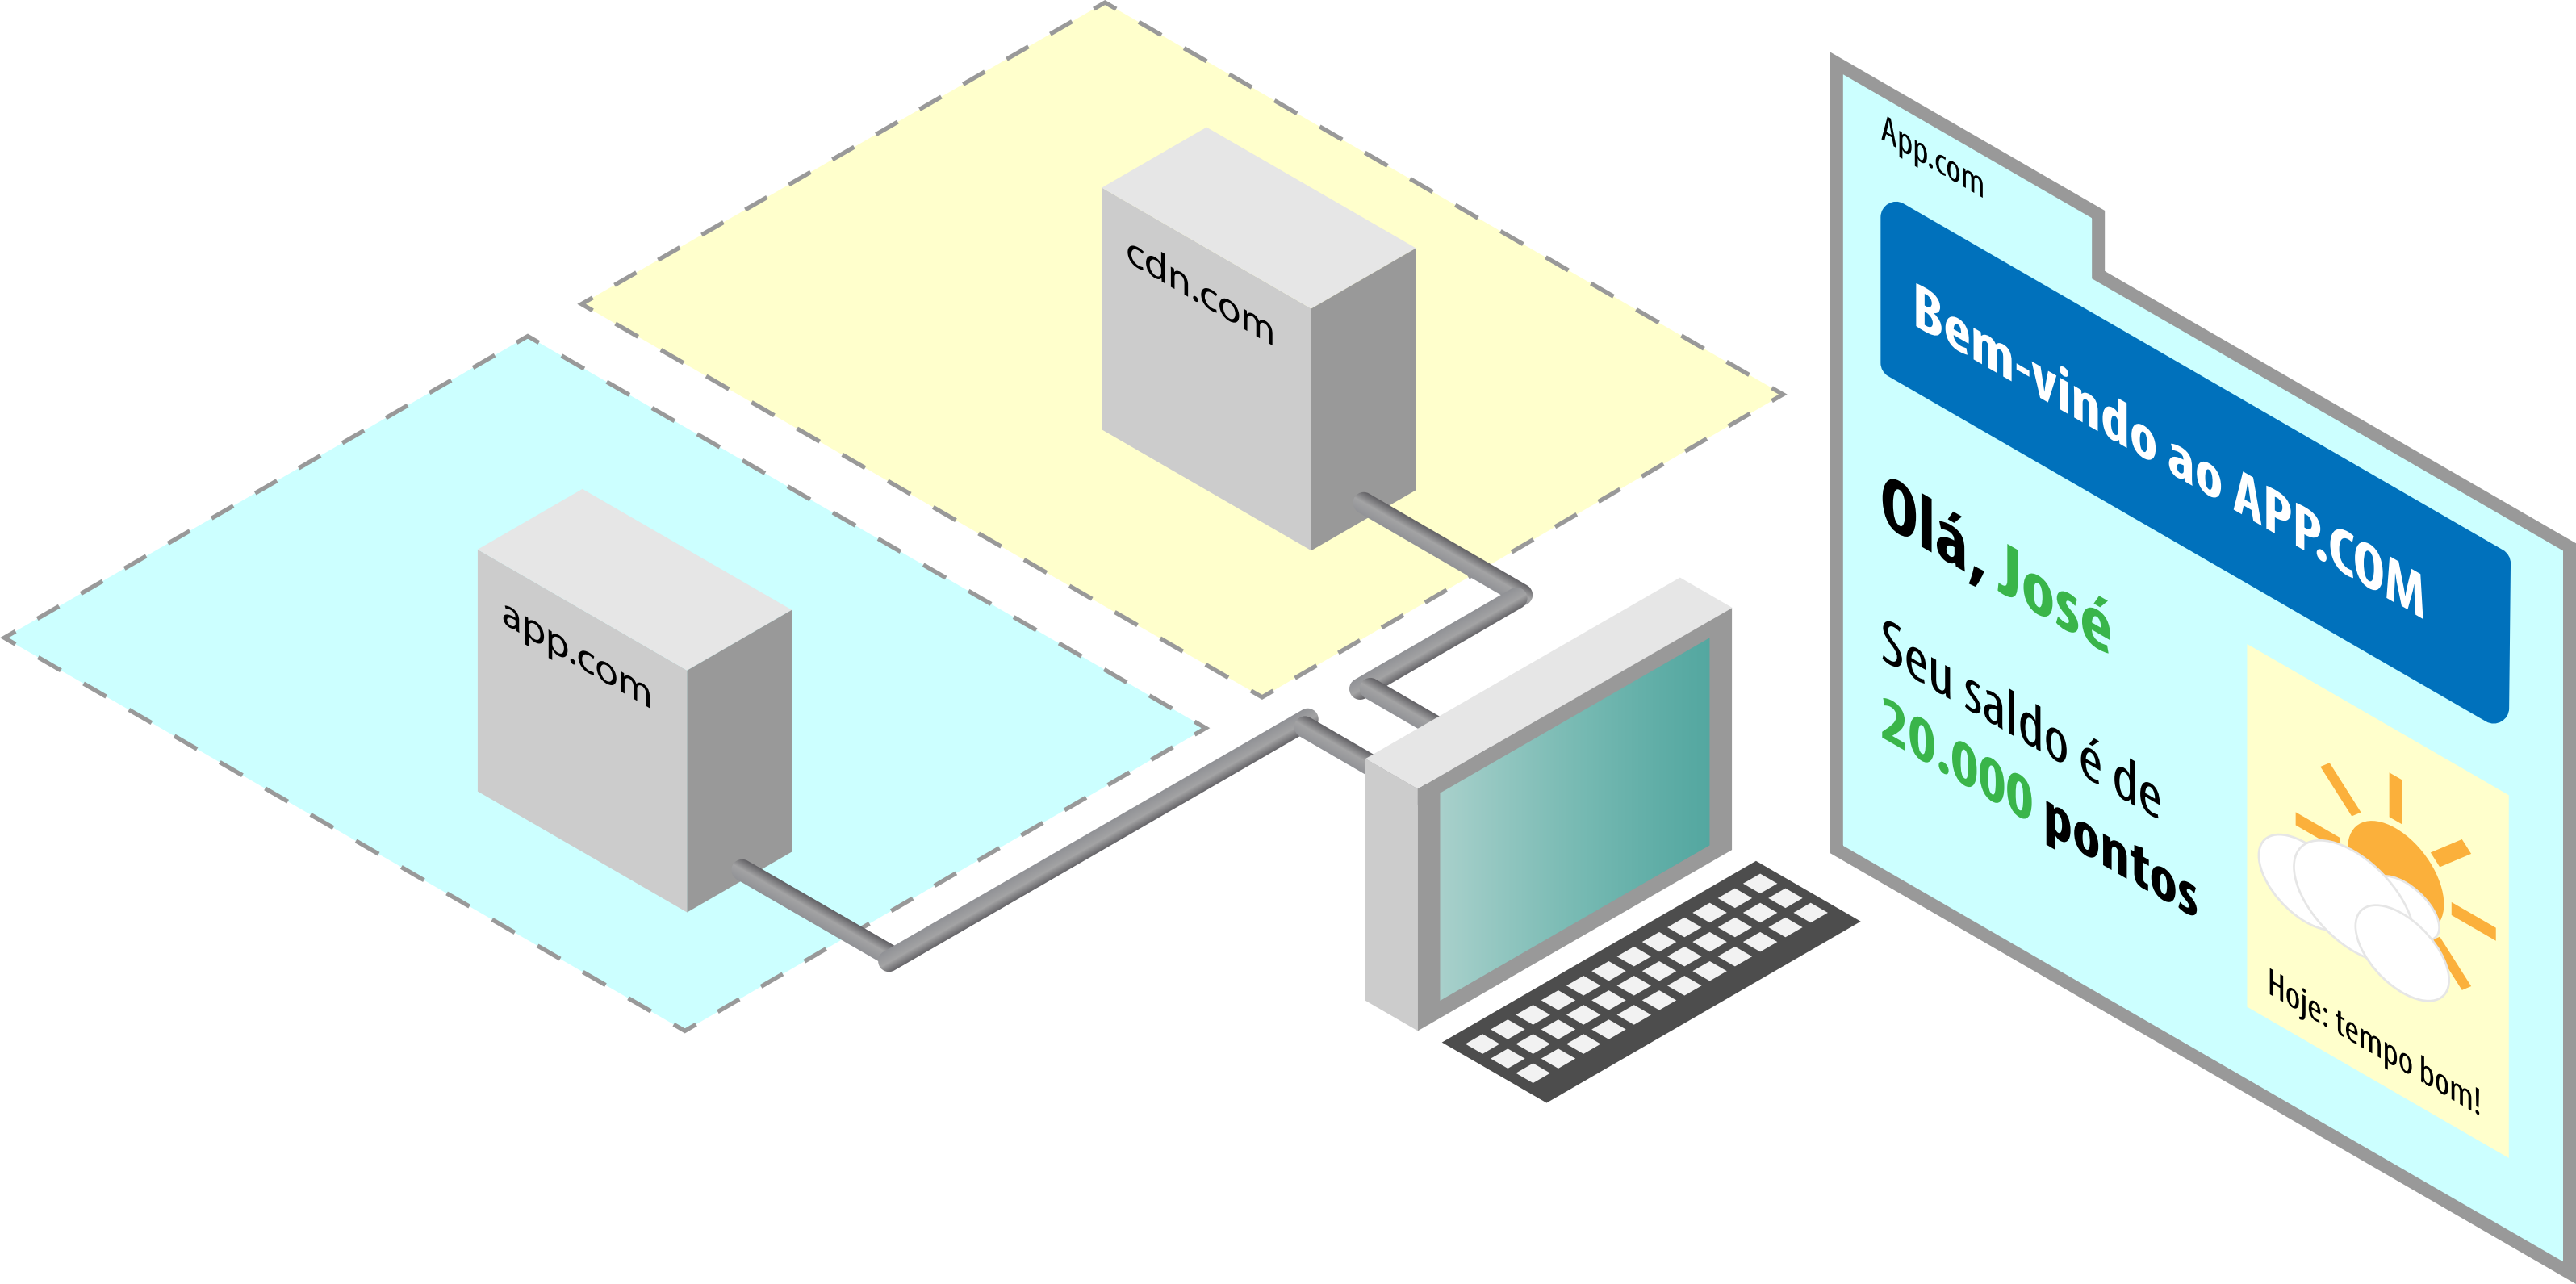 cdn.com
app.com
App.com
Bem-vindo ao APP.COM
Olá, José
Seu saldo é de
20.000 pontos
Hoje: tempo bom!